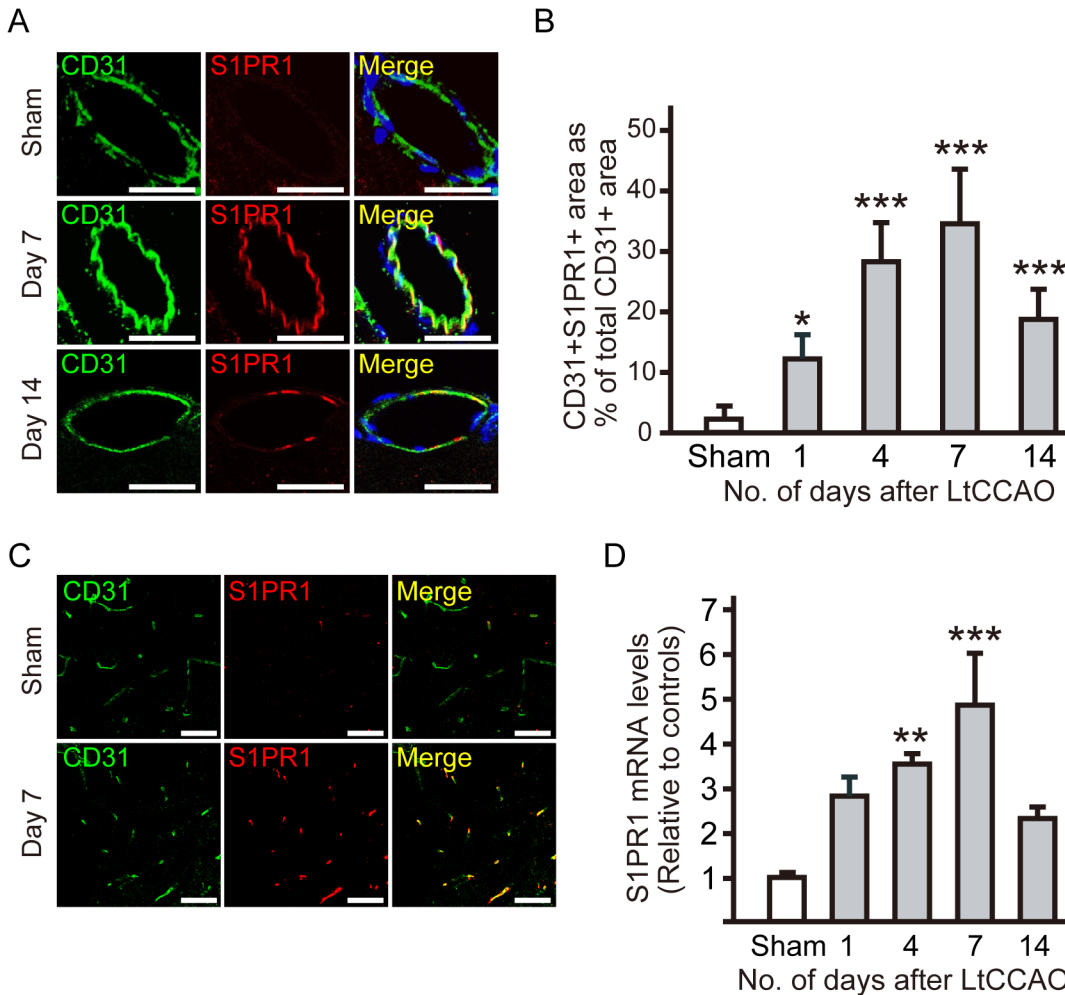 A
CD31 S1PR1 Merge
Sham
CD31 S1PR1 Merge
Day 7
CD31 S1PR1 Merge
Day 14
B
CD31+S1PR1+ area as
% of total CD31+ area
50
40
30
20
10
0
*
***
***
***
Sham 1 4 7 14
No. of days after LtCCAO
C
CD31 S1PR1 Merge
Sham
CD31 S1PR1 Merge
Day 7
D
S1PR1 mRNA levels
(Relative to controls)
7
6
5
4
3
2
1
**
***
Sham 1 4 7 14
No. of days after LtCCAO